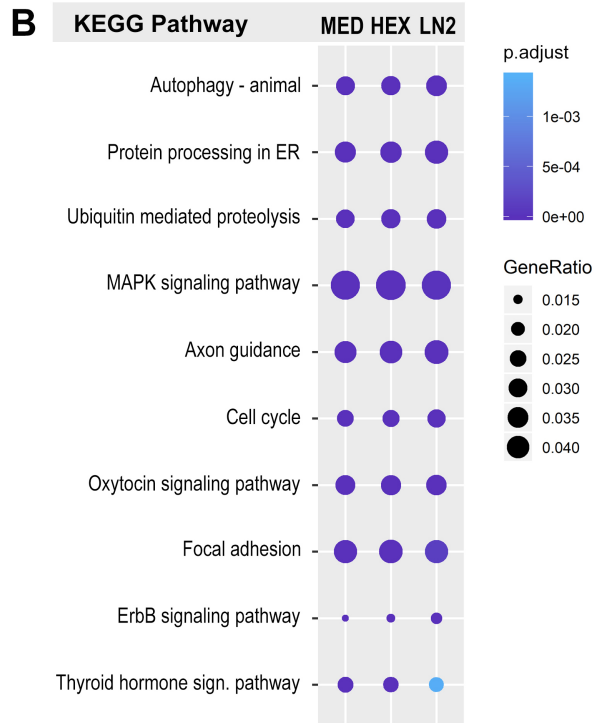 B
KEGG Pathway MED HEX LN2
Autophagy - animal
Protein processing in ER
Ubiquitin mediated proteolysis
MAPK signaling pathway
Axon guidance
Cell cycle
Oxytocin signaling pathway
Focal adhesion
ErbB signaling pathway
Thyroid hormone sign. pathway
p.adjust
1e-03
5e-04
0e+00
GeneRatio
0.015
0.020
0.025
0.030
0.035
0.040